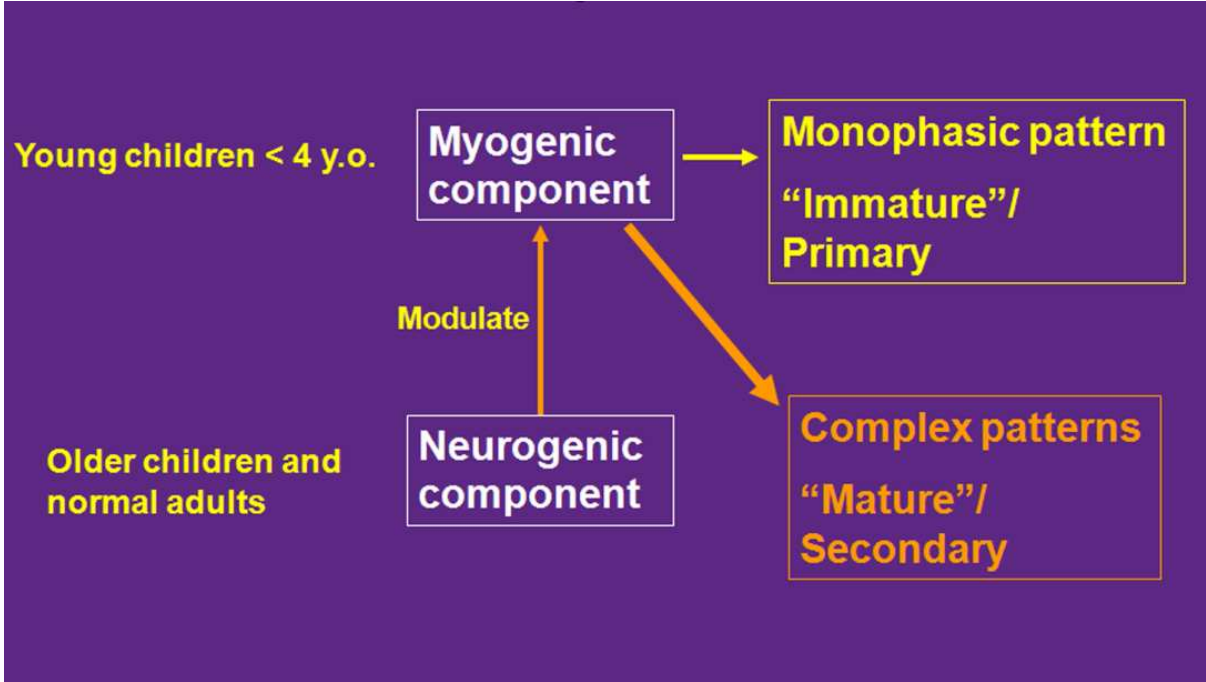 Young children < 4 y.o.
Myogenic
component
Monophasic pattern
“Immature”/
Primary
Modulate
Older children and
normal adults
Neurogenic
component
Complex patterns
“Mature”/
Secondary